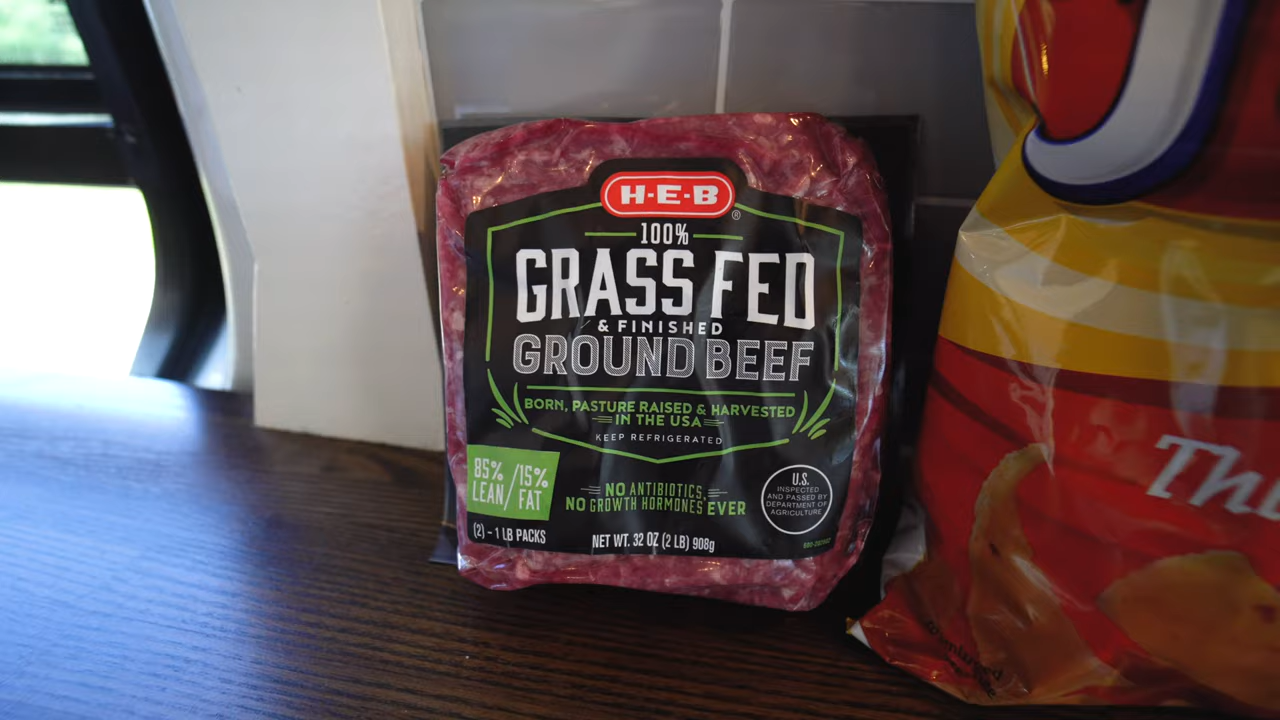 H-E-B
®
100%
GRASS FED
& FINISHED
GROUND BEEF
BORN, PASTURE RAISED & HARVESTED
IN THE USA
KEEP REFRIGERATED
85% LEAN / 15% FAT
NO ANTIBIOTICS,
NO GROWTH HORMONES EVER
U.S.
INSPECTED
AND PASSED BY
DEPARTMENT OF
AGRICULTURE
(2) - 1 LB PACKS
NET WT. 32 OZ (2 LB) 908g
J
Thi